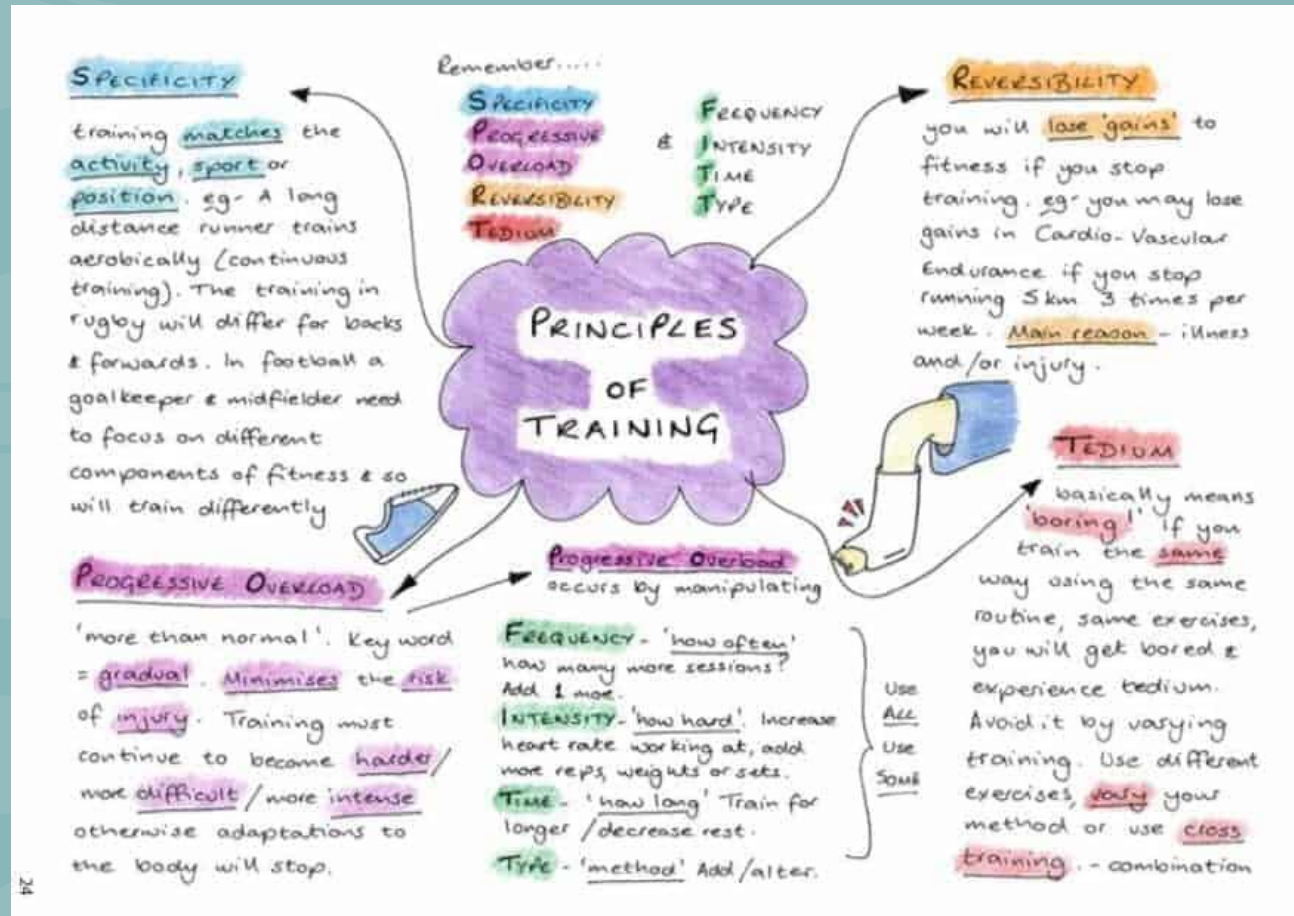 SPECIFICITY
training matches the
activity, sport or
position. eg- A long
distance runner trains
aerobically (continuous
training). The training in
rugby will differ for backs
& forwards. In football a
goalkeeper & midfielder need
to focus on different
components of fitness & so
will train differently
Remember.....
SPECIFICITY
PROGRESSIVE
OVERLOAD
REVERSIBILITY
TEDIUM
&
FREQUENCY
INTENSITY
TIME
TYPE
REVERSIBILITY
you will lose 'gains' to
fitness if you stop
training. eg- you may lose
gains in Cardio-Vascular
Endurance if you stop
running 5km 3 times per
week. Main reason - illness
and/or injury.
PRINCIPLES
OF
TRAINING
PROGRESSIVE OVERLOAD
'more than normal'. Key word
= gradual. Minimises the risk
of injury. Training must
continue to become harder/
more difficult/more intense
otherwise adaptations to
the body will stop.
Progressive Overload
occurs by manipulating
FREQUENCY - 'how often'
how many more sessions?
Add 1 more.
INTENSITY - 'how hard'. Increase
heart rate working at, add
more reps, weights or sets.
TIME - 'how long' Train for
longer/decrease rest.
TYPE - 'method' Add/alter.
Use
ALL
Use
SOME
TEDIUM
basically means
'boring!' If you
train the same
way using the same
routine, same exercises,
you will get bored &
experience tedium.
Avoid it by varying
training. Use different
exercises, vary your
method or use cross
training. - combination
24